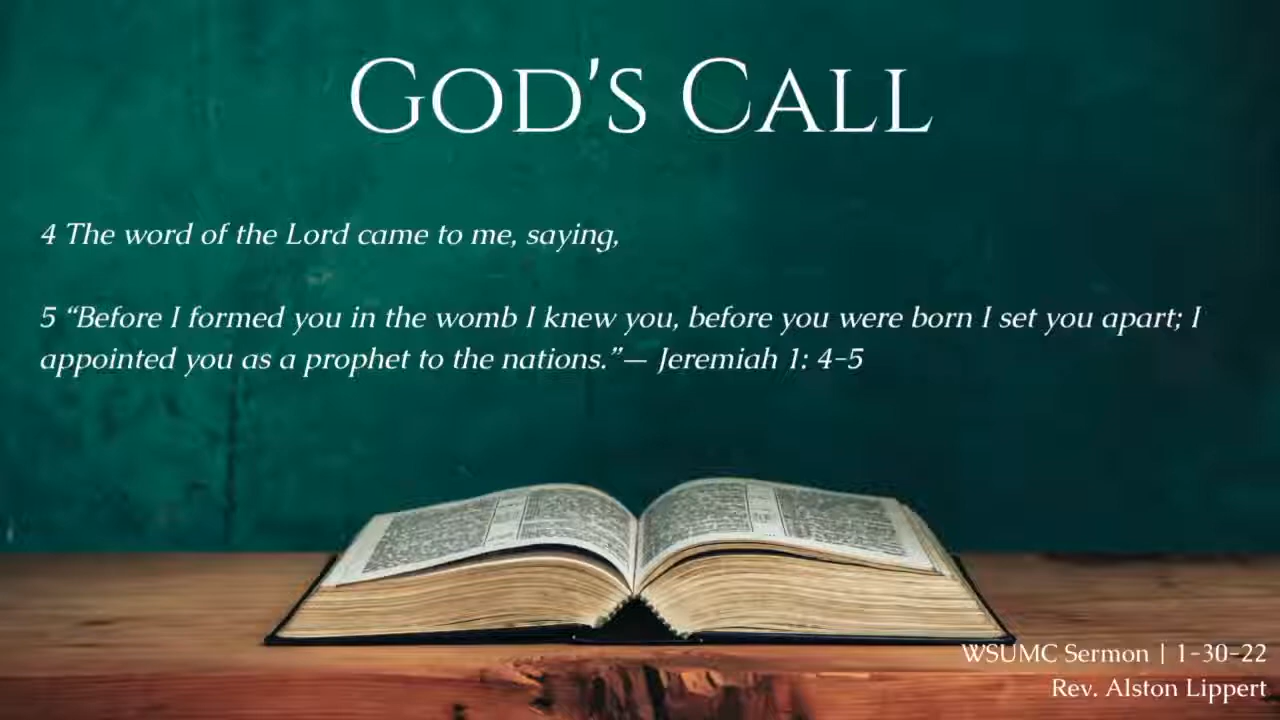 God's Call
4 The word of the Lord came to me, saying,
5 “Before I formed you in the womb I knew you, before you were born I set you apart; I
appointed you as a prophet to the nations.”— Jeremiah 1: 4-5
WSUMC Sermon | 1-30-22
Rev. Alston Lippert